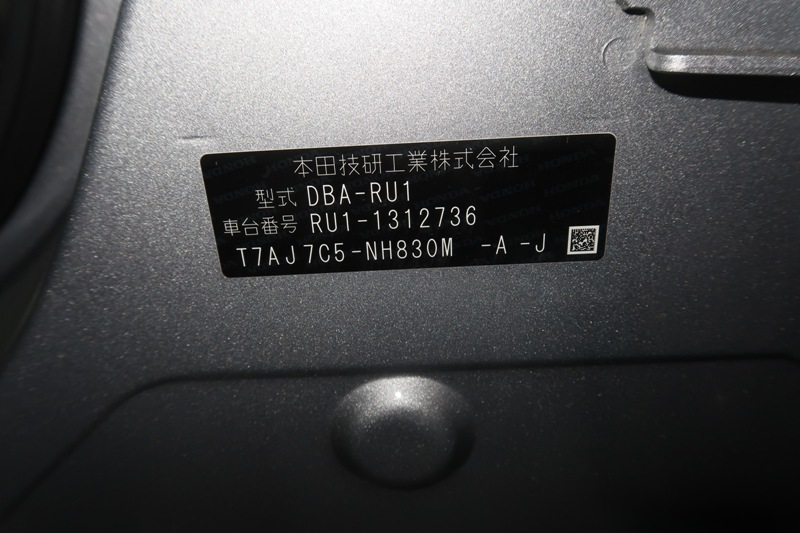 本田技研工業株式会社
型式 DBA-RU1
車台番号 RU1-1312736
T7AJ7C5-NH830M -A-J